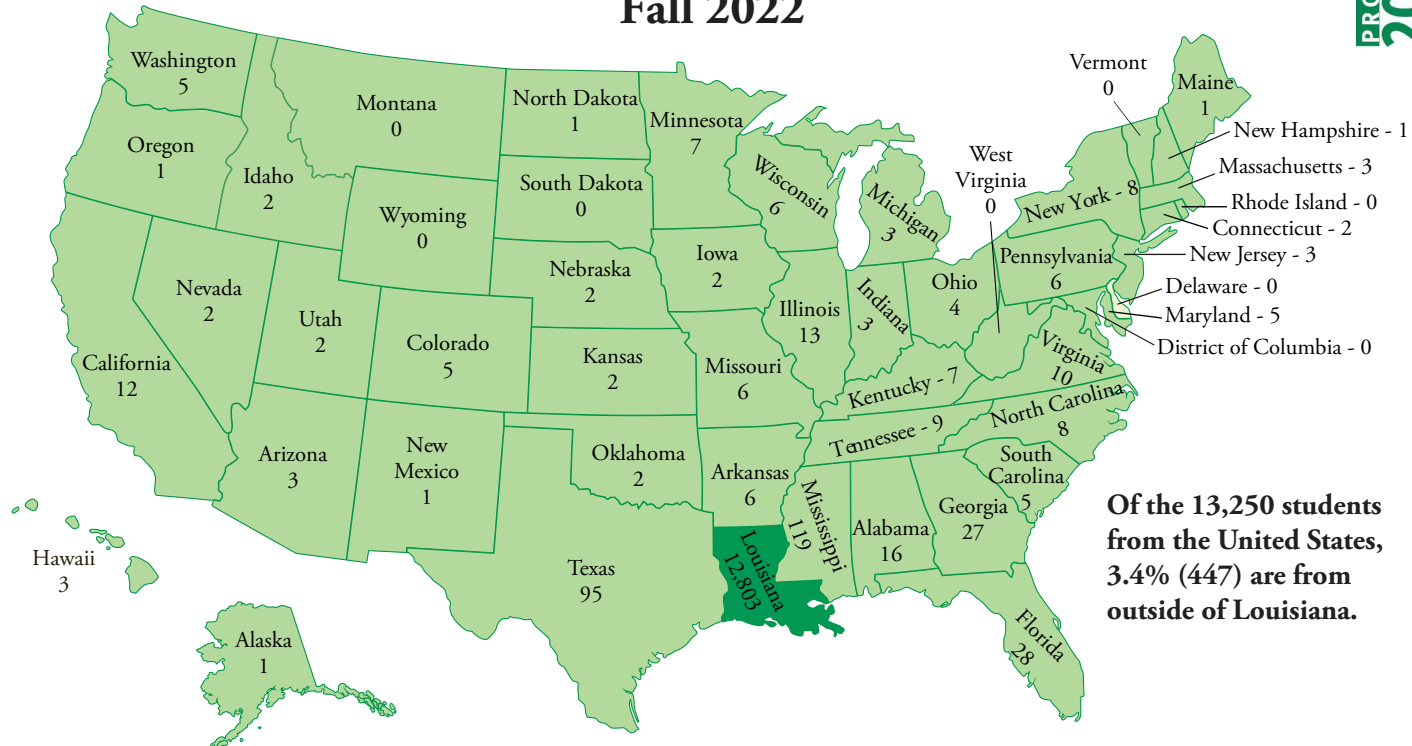 Fall 2022
PRO
20
Washington
5
Oregon
1
Idaho
2
Montana
0
Wyoming
0
North Dakota
1
South Dakota
0
Minnesota
7
Wisconsin
6
Michigan
3
Vermont
0
Maine
1
New Hampshire - 1
Massachusetts - 3
Rhode Island - 0
Connecticut - 2
New Jersey - 3
Delaware - 0
Maryland - 5
District of Columbia - 0
West
Virginia
0
New York - 8
Pennsylvania
6
Nebraska
2
Iowa
2
Illinois
13
Indiana
3
Ohio
4
Nevada
2
Utah
2
Colorado
5
Kansas
2
Missouri
6
Kentucky - 7
Virginia
10
California
12
Arizona
3
New
Mexico
1
Oklahoma
2
Arkansas
6
Tennessee - 9
North Carolina
8
South
Carolina
5
Texas
95
Louisiana
12,803
Mississippi
119
Alabama
16
Georgia
27
Florida
28
Hawaii
3
Alaska
1
Of the 13,250 students
from the United States,
3.4% (447) are from
outside of Louisiana.